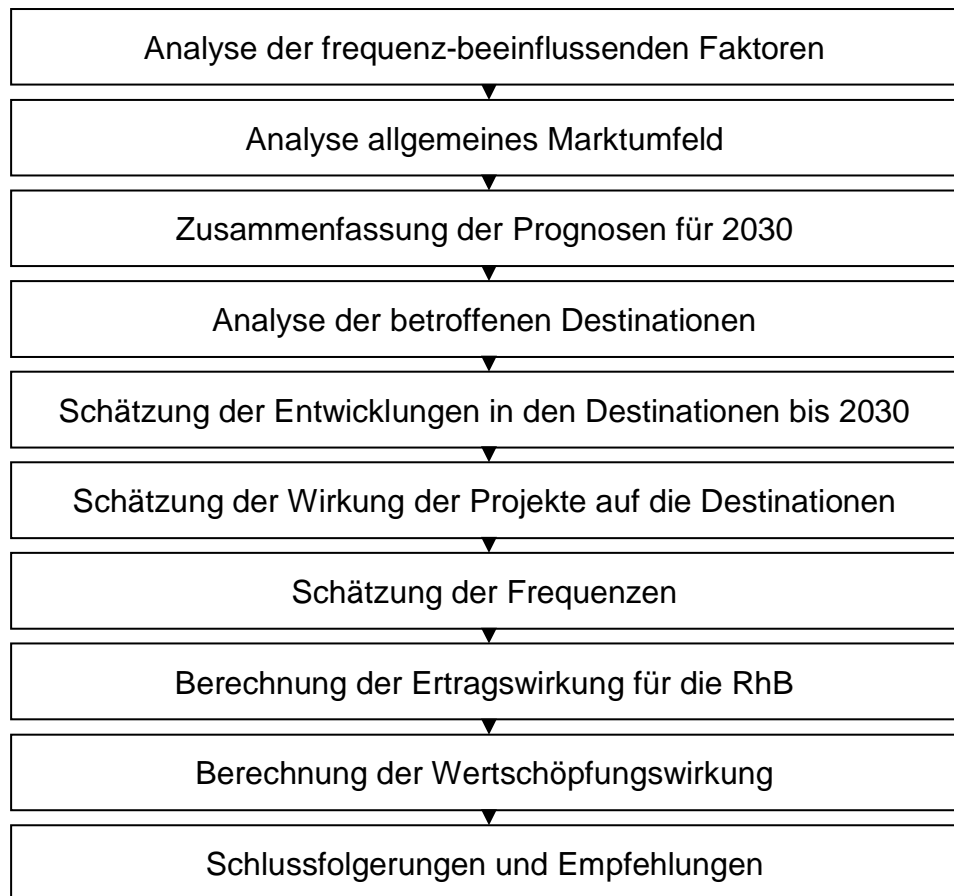 Analyse der frequenz-beeinflussenden Faktoren
Analyse allgemeines Marktumfeld
Zusammenfassung der Prognosen für 2030
Analyse der betroffenen Destinationen
Schätzung der Entwicklungen in den Destinationen bis 2030
Schätzung der Wirkung der Projekte auf die Destinationen
Schätzung der Frequenzen
Berechnung der Ertragswirkung für die RhB
Berechnung der Wertschöpfungswirkung
Schlussfolgerungen und Empfehlungen